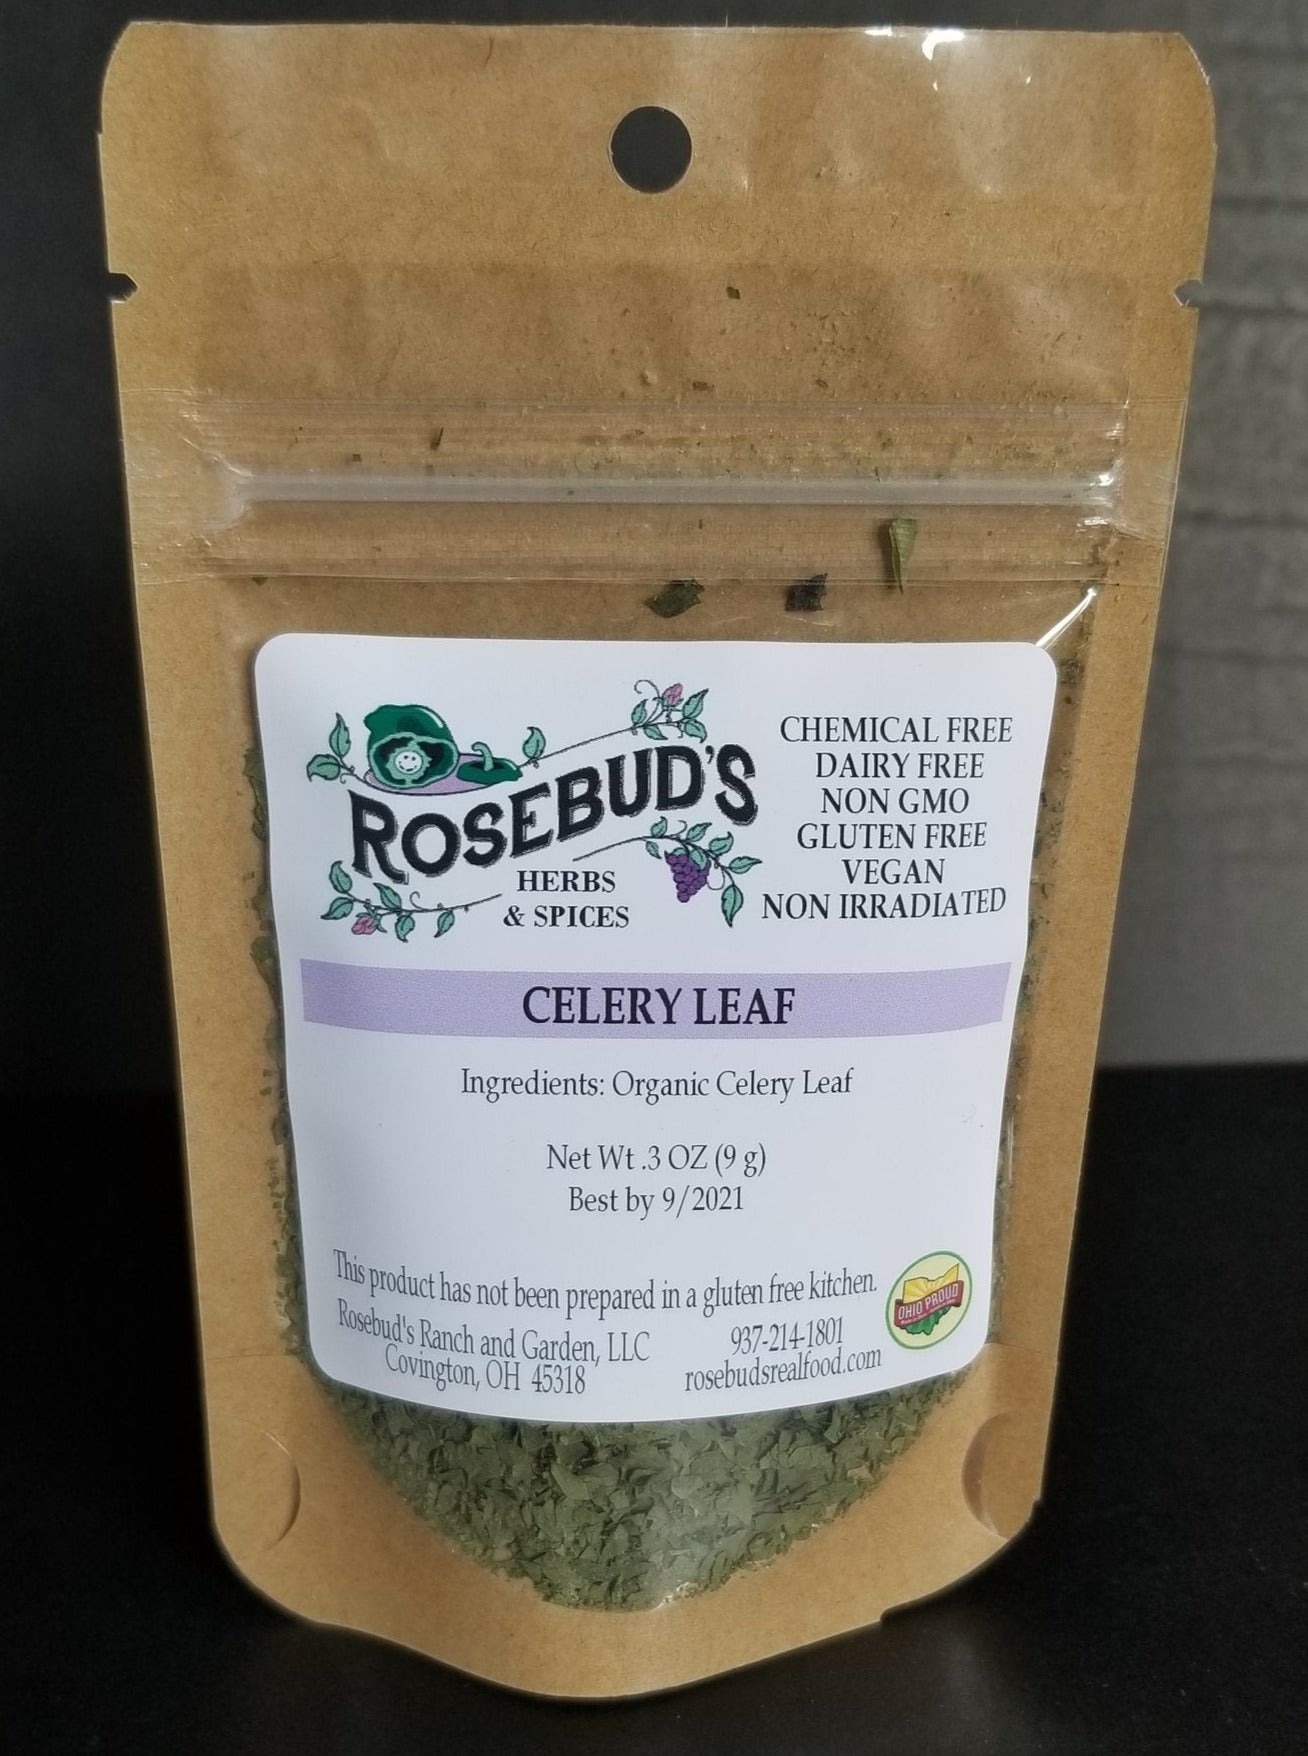 ROSEBUD'S
HERBS
& SPICES
CHEMICAL FREE
DAIRY FREE
NON GMO
GLUTEN FREE
VEGAN
NON IRRADIATED
CELERY LEAF
Ingredients: Organic Celery Leaf
Net Wt .3 OZ (9 g)
Best by 9/2021
This product has not been prepared in a gluten free kitchen.
Rosebud's Ranch and Garden, LLC
Covington, OH 45318
937-214-1801
rosebudsrealfood.com
OHIO PROUD